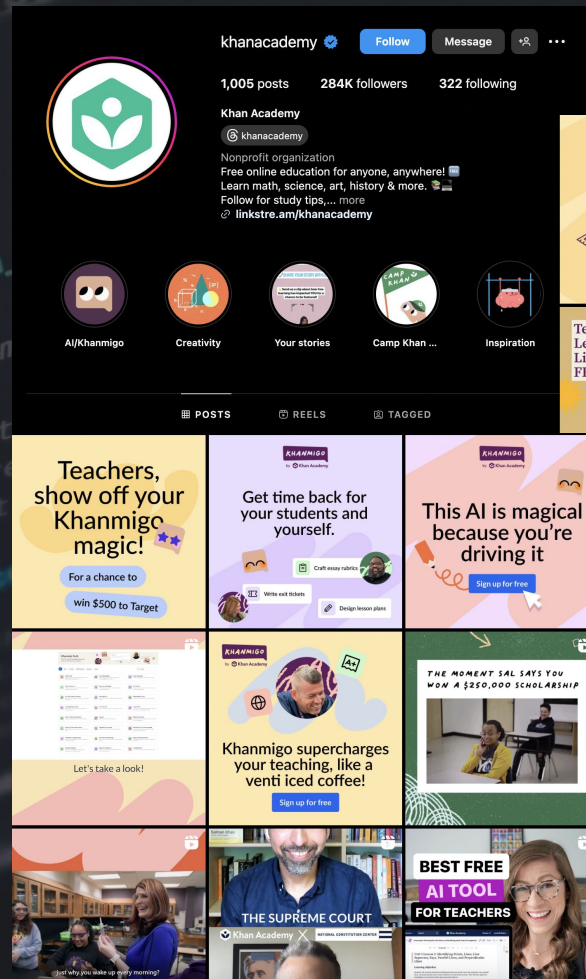 khanacademy
Follow
Message
1,005 posts
284K followers
322 following
Khan Academy
khanacademy
Nonprofit organization
Free online education for anyone, anywhere!
Learn math, science, art, history & more.
Follow for study tips,... more
linkstre.am/khanacademy
AI/Khanmigo
Creativity
Your stories
CAMP
KHAN
Camp Khan ...
Inspiration
POSTS
REELS
TAGGED
Teachers,
show off your
Khanmigo
magic!
For a chance to
win $500 to Target
KHANMIGO
by Khan Academy
Get time back for
your students and
yourself.
Craft essay rubrics
Write exit tickets
Design lesson plans
KHANMIGO
by Khan Academy
This AI is magical
because you're
driving it
Sign up for free
Let's take a look!
KHANMIGO
by Khan Academy
A+
Khanmigo supercharges
your teaching, like a
venti iced coffee!
Sign up for free
THE MOMENT SAL SAYS YOU
WON A $250,000 SCHOLARSHIP
Just why you wake up every morning?
THE SUPREME COURT
Khan Academy X NATIONAL CONSTITUTION CENTER
BEST FREE
AI TOOL
FOR TEACHERS